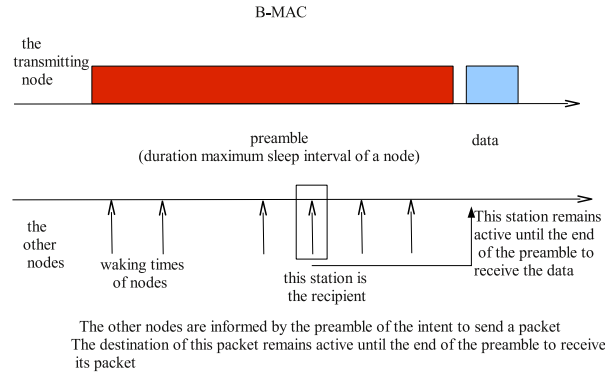 B-MAC
the
transmitting
node
preamble
(duration maximum sleep interval of a node)
data
the
other
nodes
waking times
of nodes
this station is
the recipient
This station remains
active until the end
of the preamble to
receive the data
The other nodes are informed by the preamble of the intent to send a packet
The destination of this packet remains active until the end of the preamble to receive
its packet